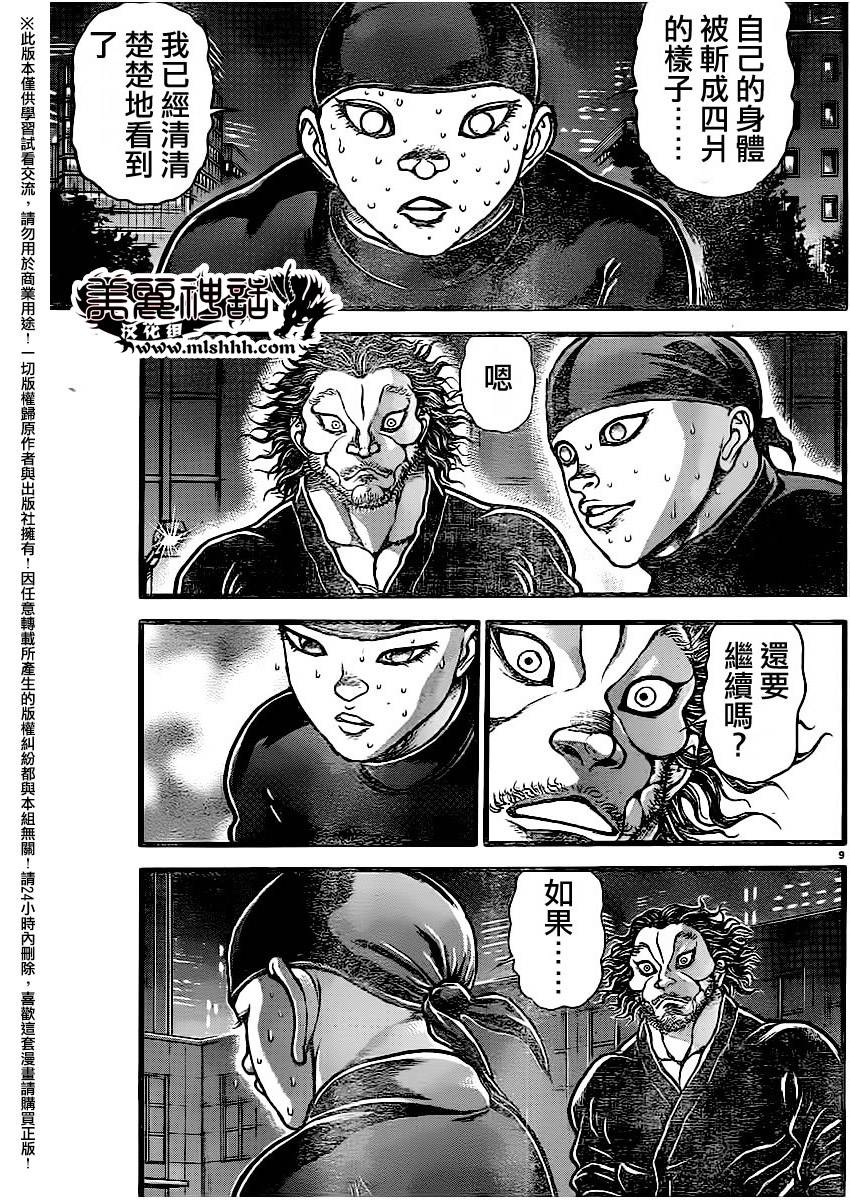 自己的身體
被斬成四爿
的樣子……
我已經清清
楚楚地看到
了
美麗神話
汉化组
www.mlshhh.com
嗯
還要
繼續嗎？
9
如果……
※此版本僅供學習試看交流，請勿用於商業用途！一切版權歸原作者與出版社擁有！因任意轉載所產生的版權糾紛都與本組無關！請24小時內刪除，喜歡這套漫畫請購買正版！